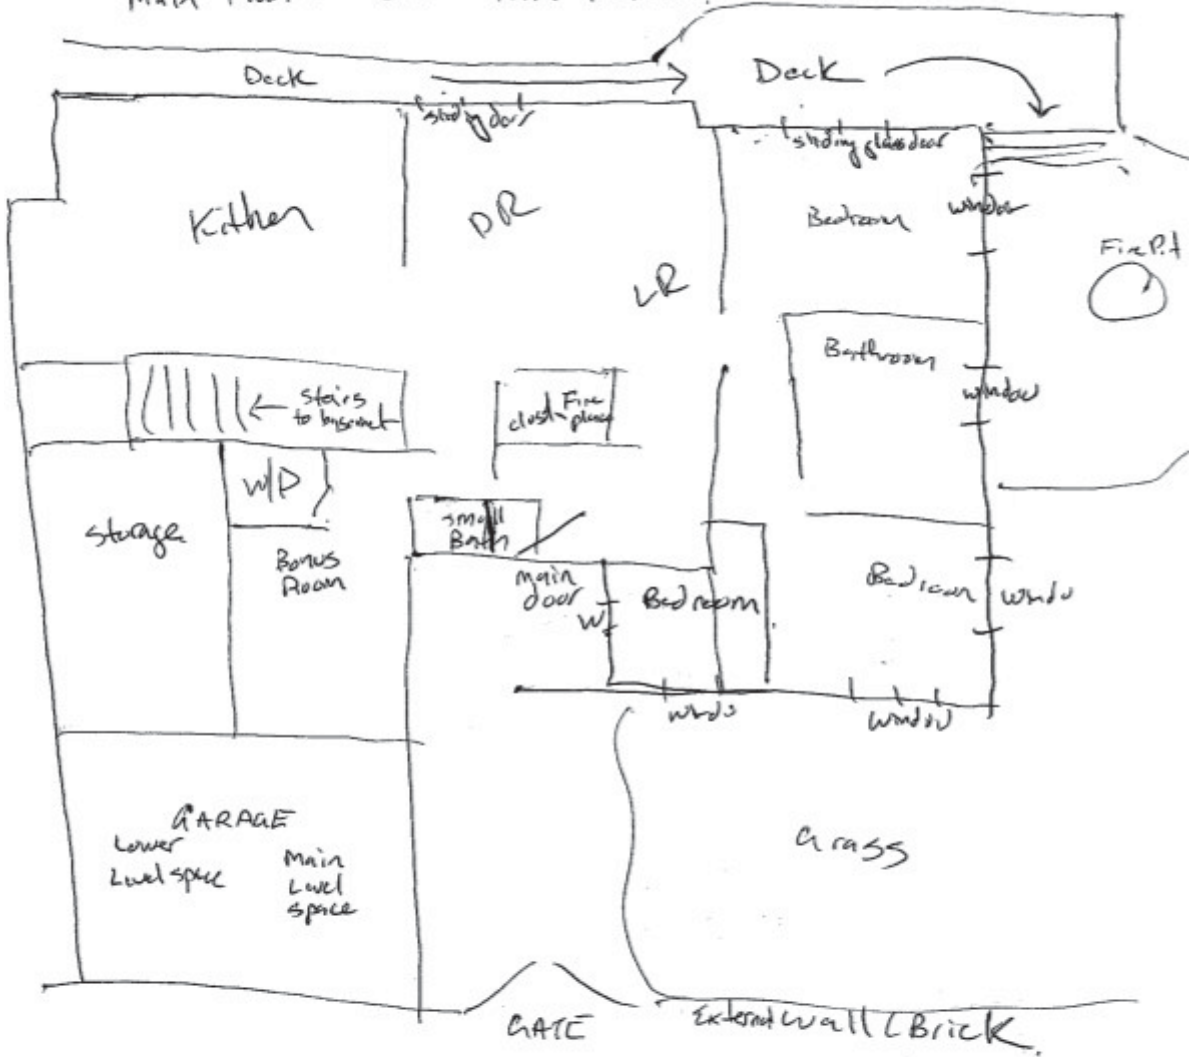 Deck
Deck
sliding door
sliding glass door
Kitchen
DR
Bedroom
window
Fire Pit
LR
Bathroom
window
← stairs
to basement
Fire
place
closet
W/D
small
Bath
storage
Bonus
Room
main
door
W
Bedroom
Bedroom
windo
windo
window
GARAGE
Lower
Level space
Main
Level
space
Grass
GATE
External wall (Brick